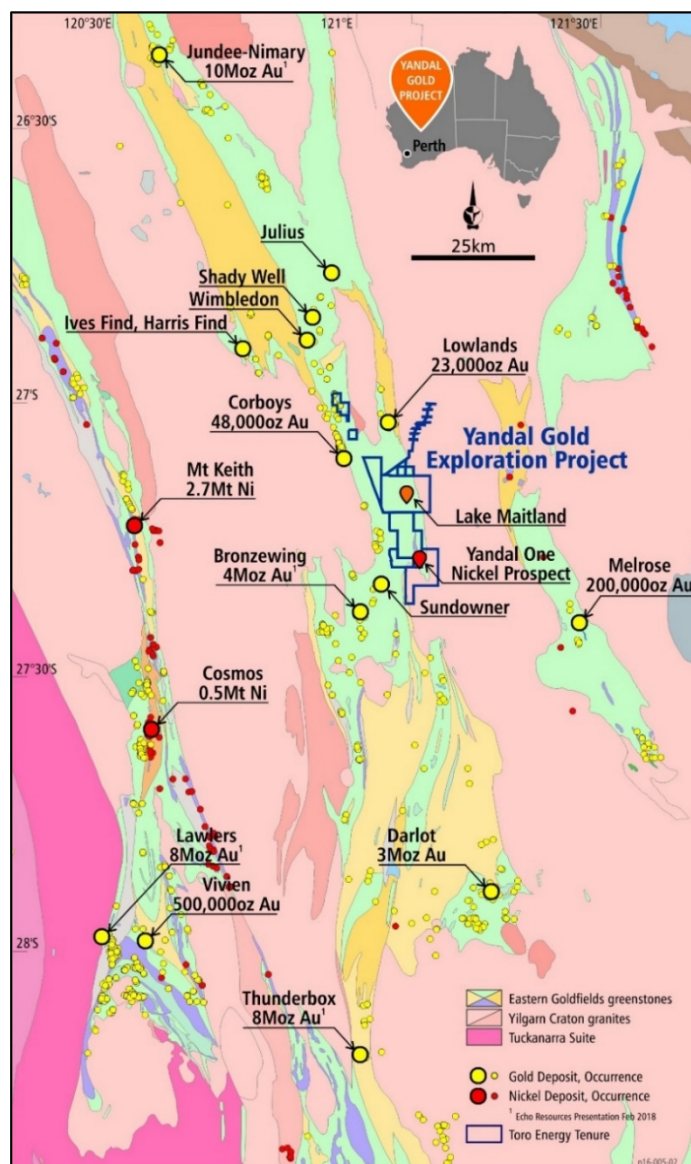 120°30'E
121°E
121°30'E
Jundee-Nimary
10Moz Au¹
YANDAL
GOLD
PROJECT
Perth
26°30'S
25km
Julius
Shady Well
Wimbledon
Ives Find, Harris Find
27°S
Lowlands
23,000oz Au
Corboys
48,000oz Au
Yandal Gold
Exploration Project
Mt Keith
2.7Mt Ni
Lake Maitland
Bronzewing
4Moz Au¹
Yandal One
Nickel Prospect
Melrose
200,000oz Au
Sundowner
27°30'S
Cosmos
0.5Mt Ni
Lawlers
8Moz Au¹
Vivien
500,000oz Au
Darlot
3Moz Au
28°S
Thunderbox
8Moz Au¹
Eastern Goldfields greenstones
Yilgarn Craton granites
Tuckanarra Suite
Gold Deposit, Occurrence
Nickel Deposit, Occurrence
¹ Echo Resources Presentation Feb 2018
Toro Energy Tenure
n16-005-02